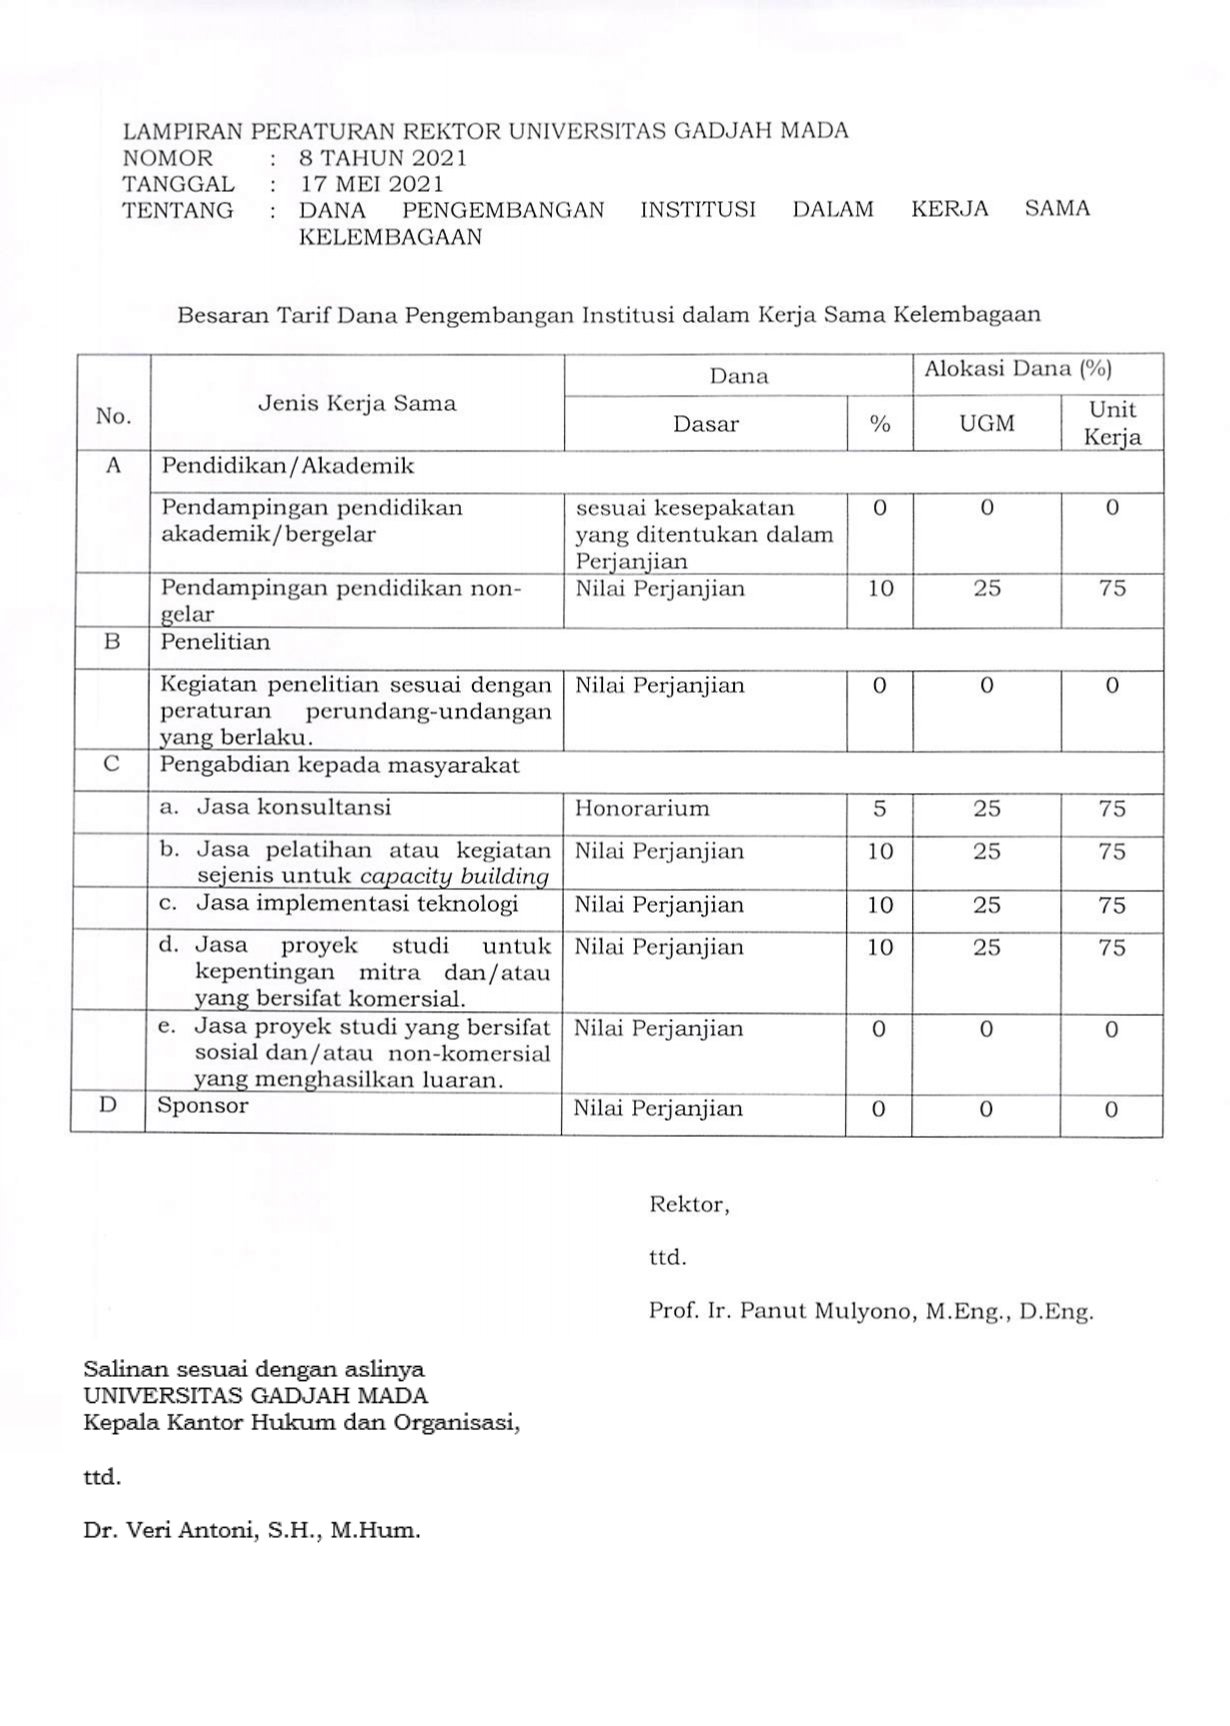 LAMPIRAN PERATURAN REKTOR UNIVERSITAS GADJAH MADA
NOMOR : 8 TAHUN 2021
TANGGAL : 17 MEI 2021
TENTANG : DANA PENGEMBANGAN INSTITUSI DALAM KERJA SAMA
KELEMBAGAAN
Besaran Tarif Dana Pengembangan Institusi dalam Kerja Sama Kelembagaan
No. Jenis Kerja Sama Dana Alokasi Dana (%)
Dasar % UGM Unit
Kerja
A Pendidikan/Akademik
Pendampingan pendidikan sesuai kesepakatan 0 0 0
akademik/bergelar yang ditentukan dalam
Perjanjian
Pendampingan pendidikan non- Nilai Perjanjian 10 25 75
gelar
B Penelitian
Kegiatan penelitian sesuai dengan Nilai Perjanjian 0 0 0
peraturan perundang-undangan
yang berlaku.
C Pengabdian kepada masyarakat
a. Jasa konsultansi Honorarium 5 25 75
b. Jasa pelatihan atau kegiatan Nilai Perjanjian 10 25 75
sejenis untuk capacity building
c. Jasa implementasi teknologi Nilai Perjanjian 10 25 75
d. Jasa proyek studi untuk Nilai Perjanjian 10 25 75
kepentingan mitra dan/atau
yang bersifat komersial.
e. Jasa proyek studi yang bersifat Nilai Perjanjian 0 0 0
sosial dan/atau non-komersial
yang menghasilkan luaran.
D Sponsor Nilai Perjanjian 0 0 0
Rektor,
ttd.
Prof. Ir. Panut Mulyono, M.Eng., D.Eng.
Salinan sesuai dengan aslinya
UNIVERSITAS GADJAH MADA
Kepala Kantor Hukum dan Organisasi,
ttd.
Dr. Veri Antoni, S.H., M.Hum.